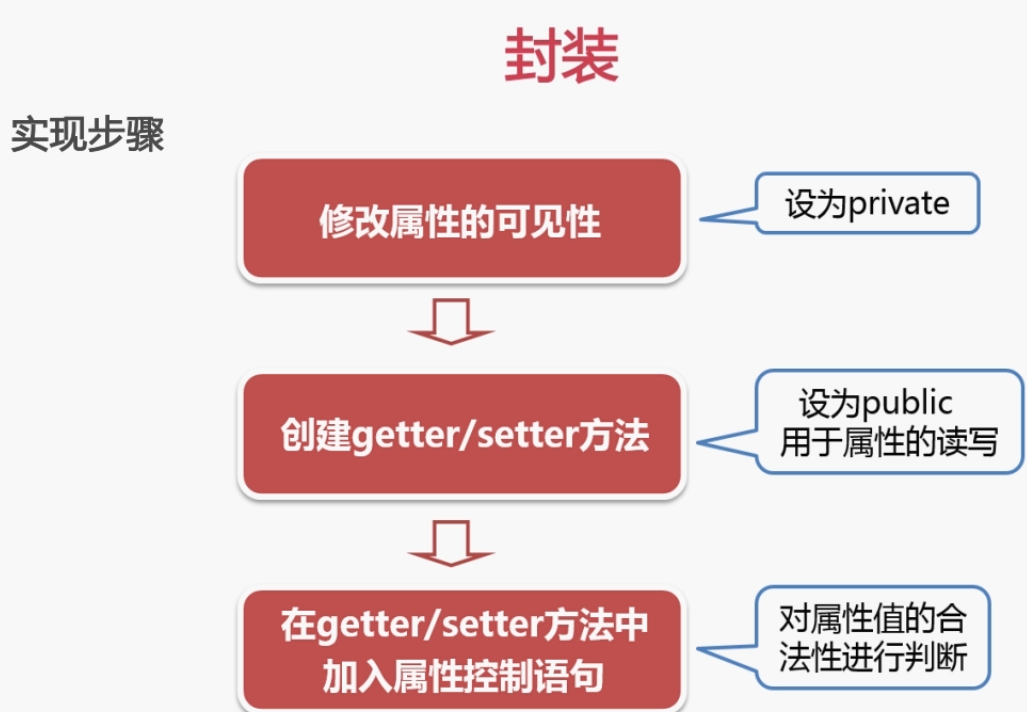 封装
实现步骤
修改属性的可见性
设为private
创建getter/setter方法
设为public
用于属性的读写
在getter/setter方法中
加入属性控制语句
对属性值的合
法性进行判断